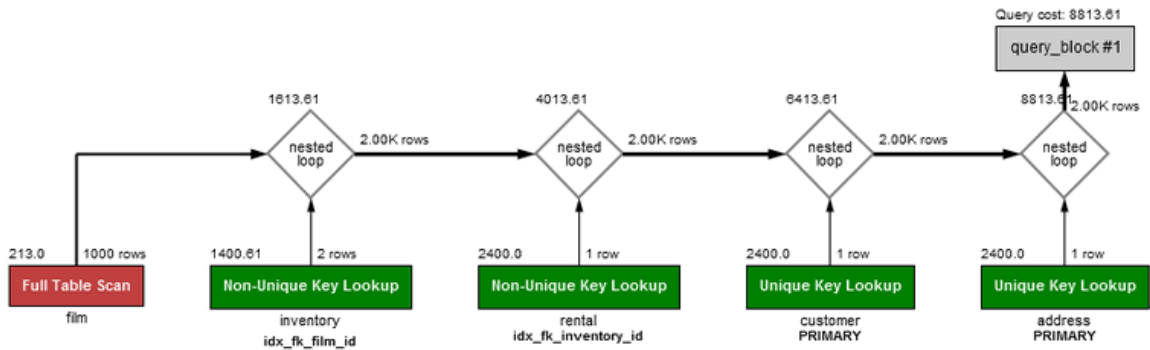 Query cost: 8813.61
query_block #1
1613.61
4013.61
6413.61
8813.61
2.00K rows
nested
loop
2.00K rows
nested
loop
2.00K rows
nested
loop
2.00K rows
nested
loop
213.0
1000 rows
1400.61
2 rows
2400.0
1 row
2400.0
1 row
2400.0
1 row
Full Table Scan
Non-Unique Key Lookup
Non-Unique Key Lookup
Unique Key Lookup
Unique Key Lookup
film
inventory
rental
customer
address
idx_fk_film_id
idx_fk_inventory_id
PRIMARY
PRIMARY